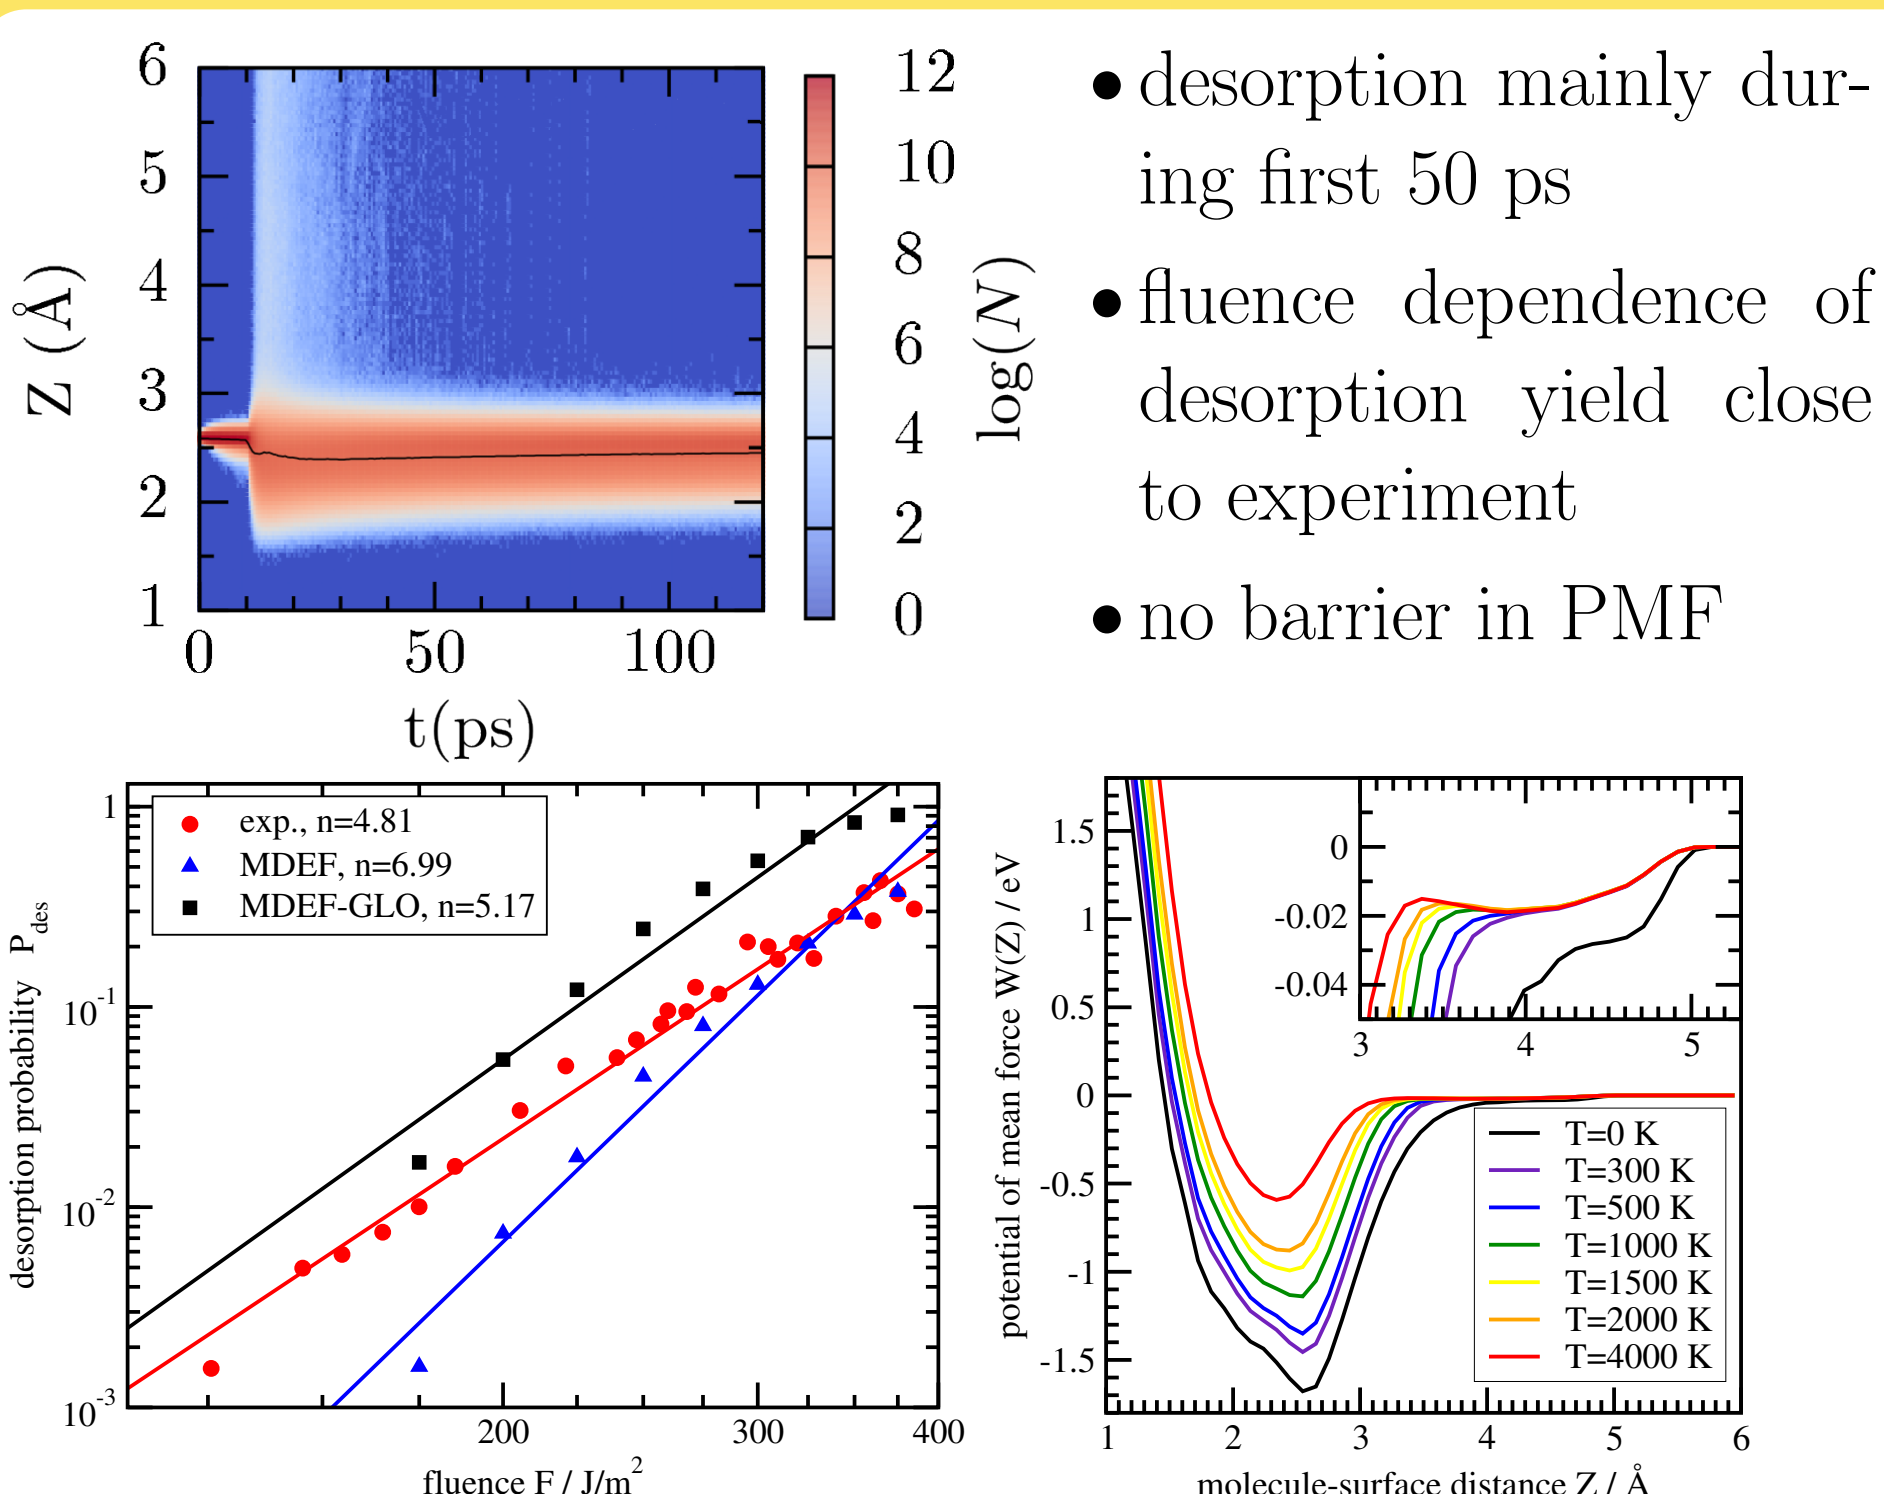 6
5
4
3
2
1
0
50
100
Z (Å)
t(ps)
12
10
8
6
4
2
0
log(N)
• desorption mainly dur-
ing first 50 ps
• fluence dependence of
desorption yield close
to experiment
• no barrier in PMF
1
10^-1
10^-2
10^-3
desorption probability P_des
exp., n=4.81
MDEF, n=6.99
MDEF-GLO, n=5.17
200
300
400
fluence F / J/m^2
1.5
1
0.5
0
-0.5
-1
-1.5
potential of mean force W(Z) / eV
0
-0.02
-0.04
3
4
5
T=0 K
T=300 K
T=500 K
T=1000 K
T=1500 K
T=2000 K
T=4000 K
1
2
3
4
5
6
molecule-surface distance Z / Å